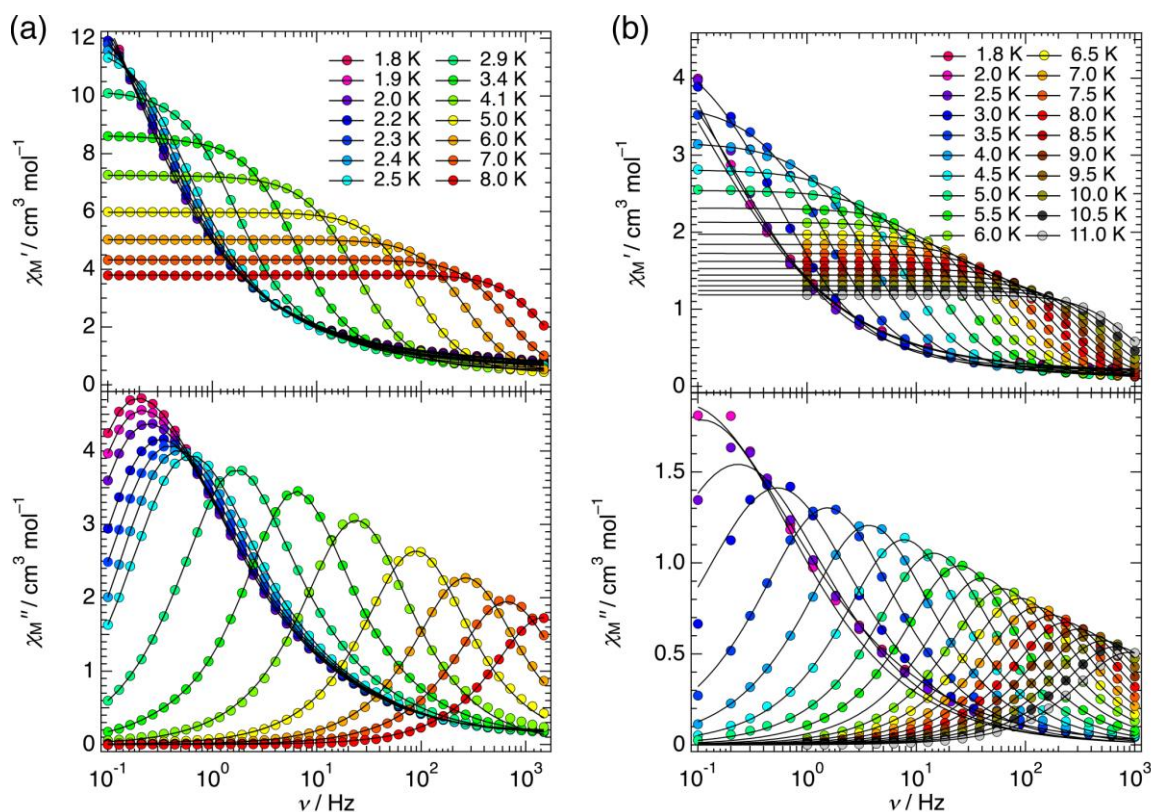 (a)
12
10
8
6
4
2
0
χM′ / cm³ mol⁻¹
1.8 K
1.9 K
2.0 K
2.2 K
2.3 K
2.4 K
2.5 K
2.9 K
3.4 K
4.1 K
5.0 K
6.0 K
7.0 K
8.0 K
4
3
2
1
0
χM″ / cm³ mol⁻¹
10⁻¹ 10⁰ 10¹ 10² 10³
ν / Hz
(b)
4
3
2
1
0
χM′ / cm³ mol⁻¹
1.8 K
2.0 K
2.5 K
3.0 K
3.5 K
4.0 K
4.5 K
5.0 K
5.5 K
6.0 K
6.5 K
7.0 K
7.5 K
8.0 K
8.5 K
9.0 K
9.5 K
10.0 K
10.5 K
11.0 K
1.5
1.0
0.5
0
χM″ / cm³ mol⁻¹
10⁻¹ 10⁰ 10¹ 10² 10³
ν / Hz